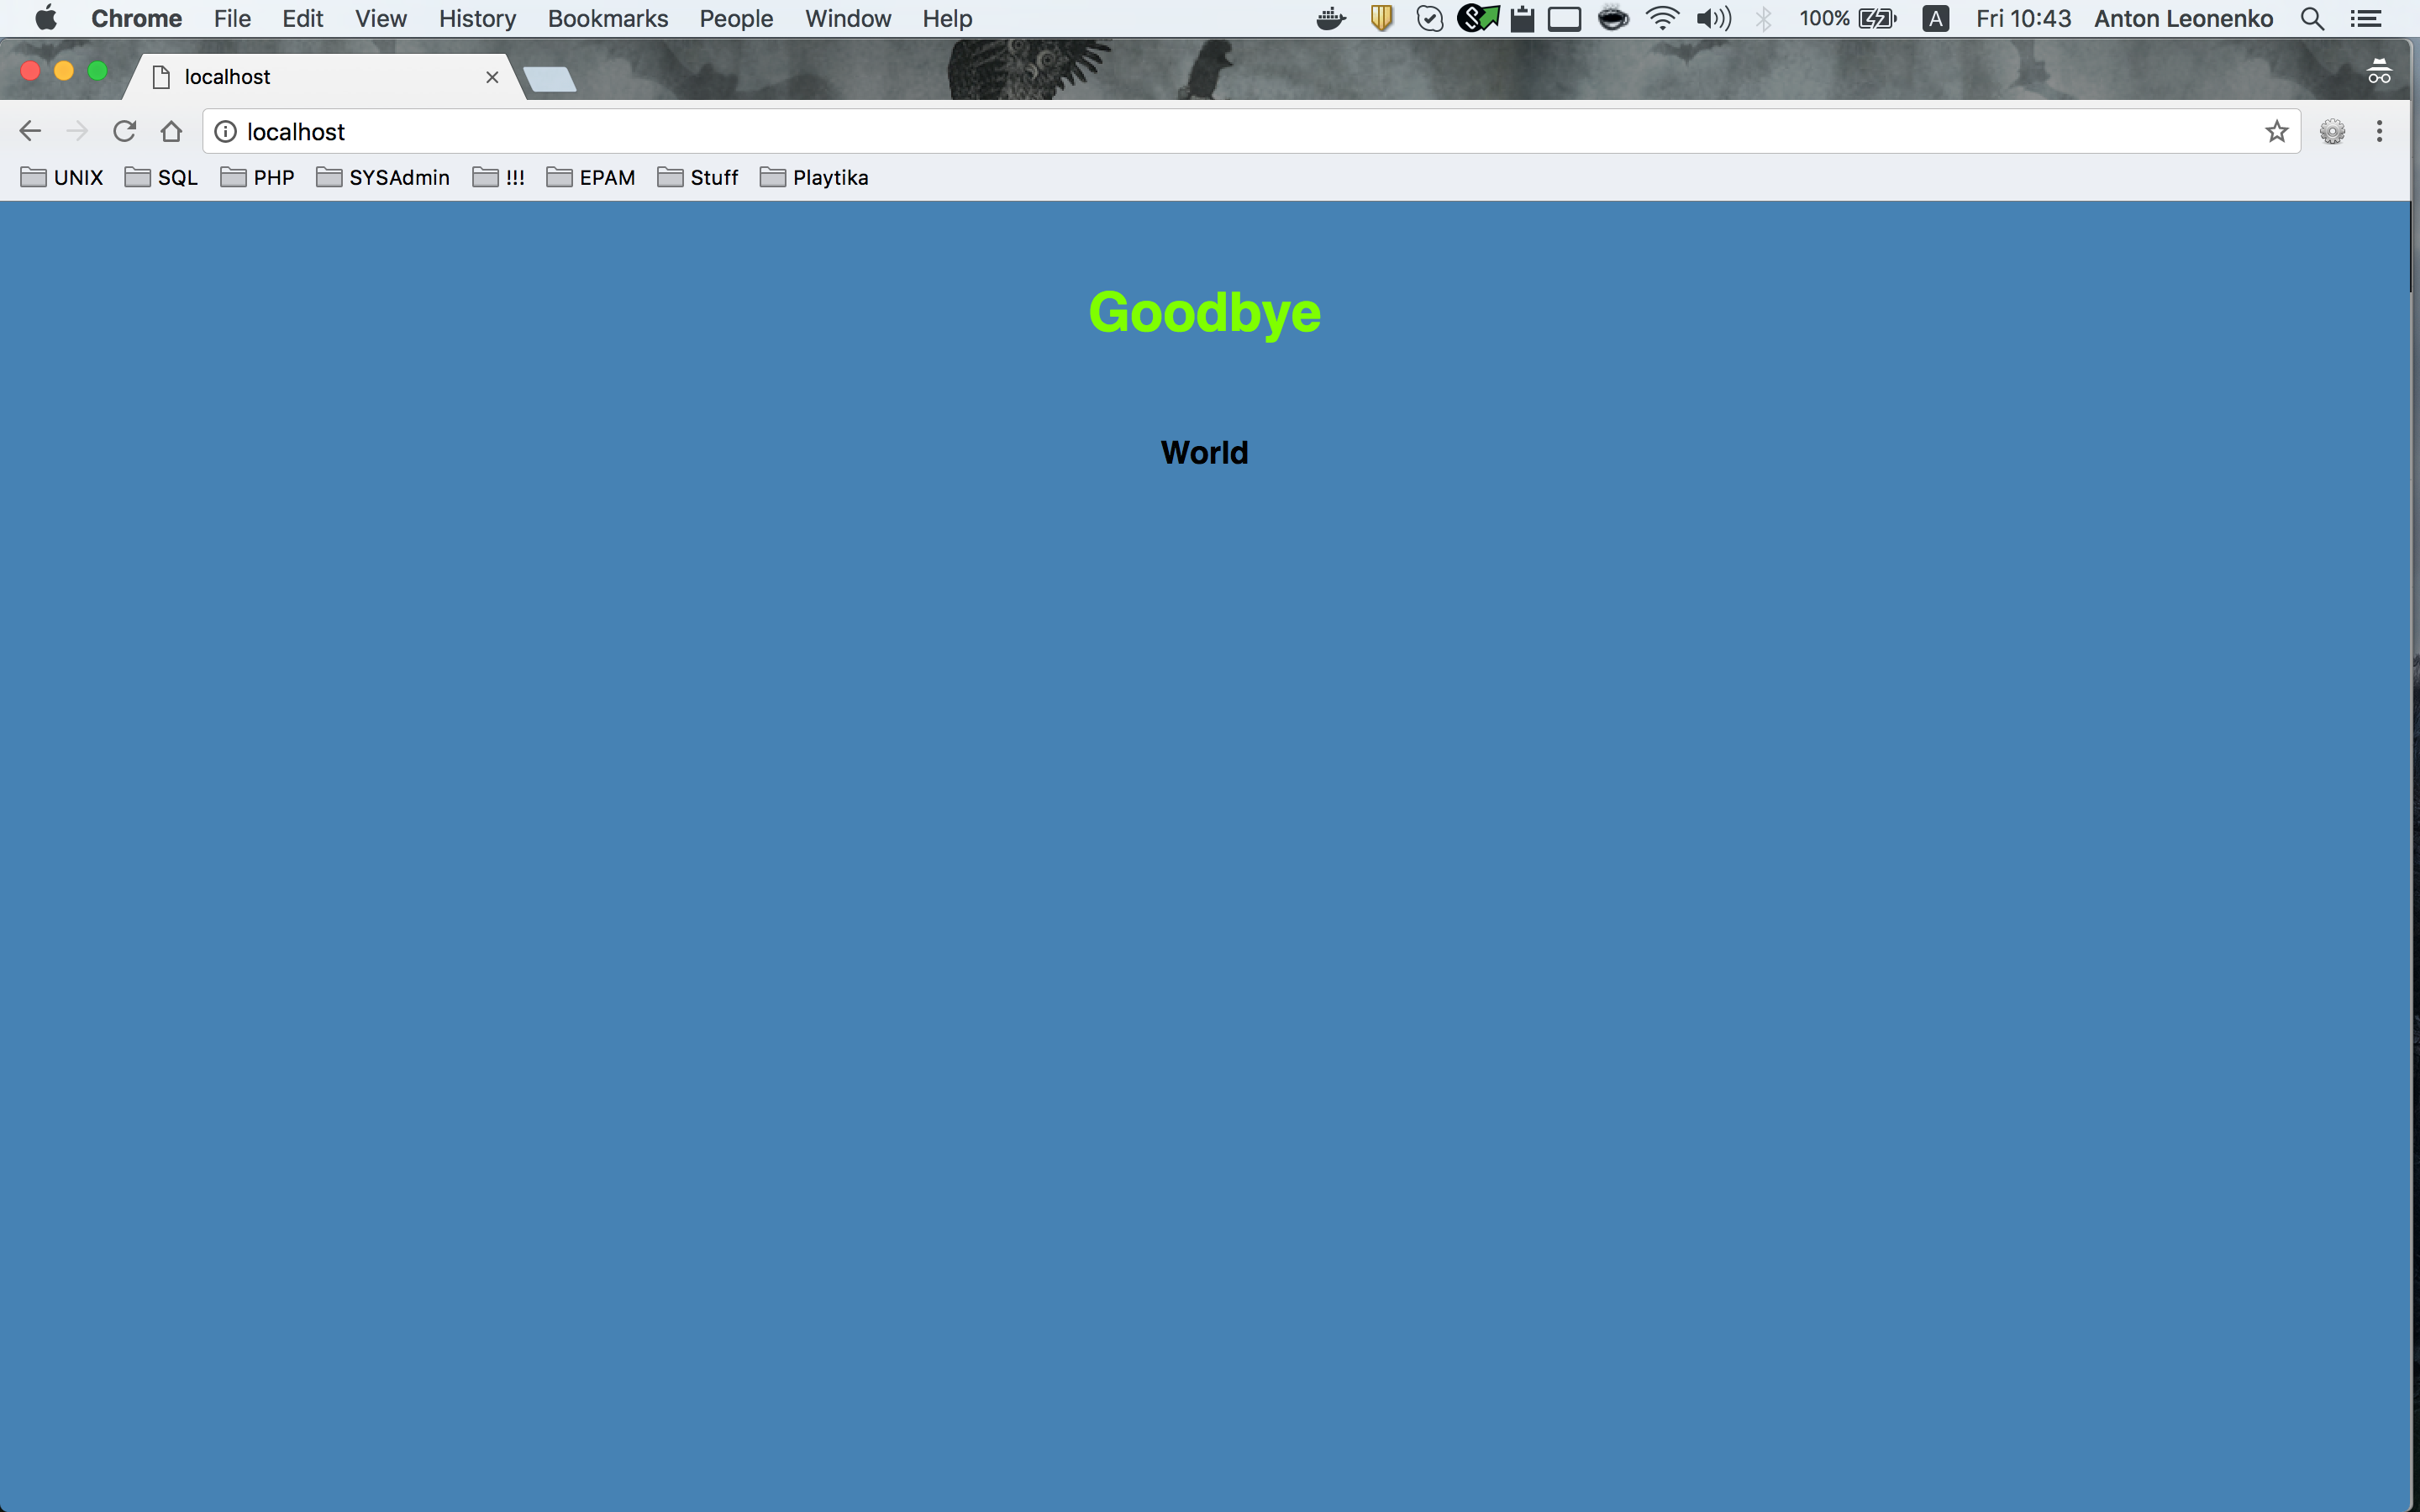 Chrome File Edit View History Bookmarks People Window Help 100% A Fri 10:43 Anton Leonenko
localhost
localhost
UNIX SQL PHP SYSAdmin !!! EPAM Stuff Playtika
Goodbye
World